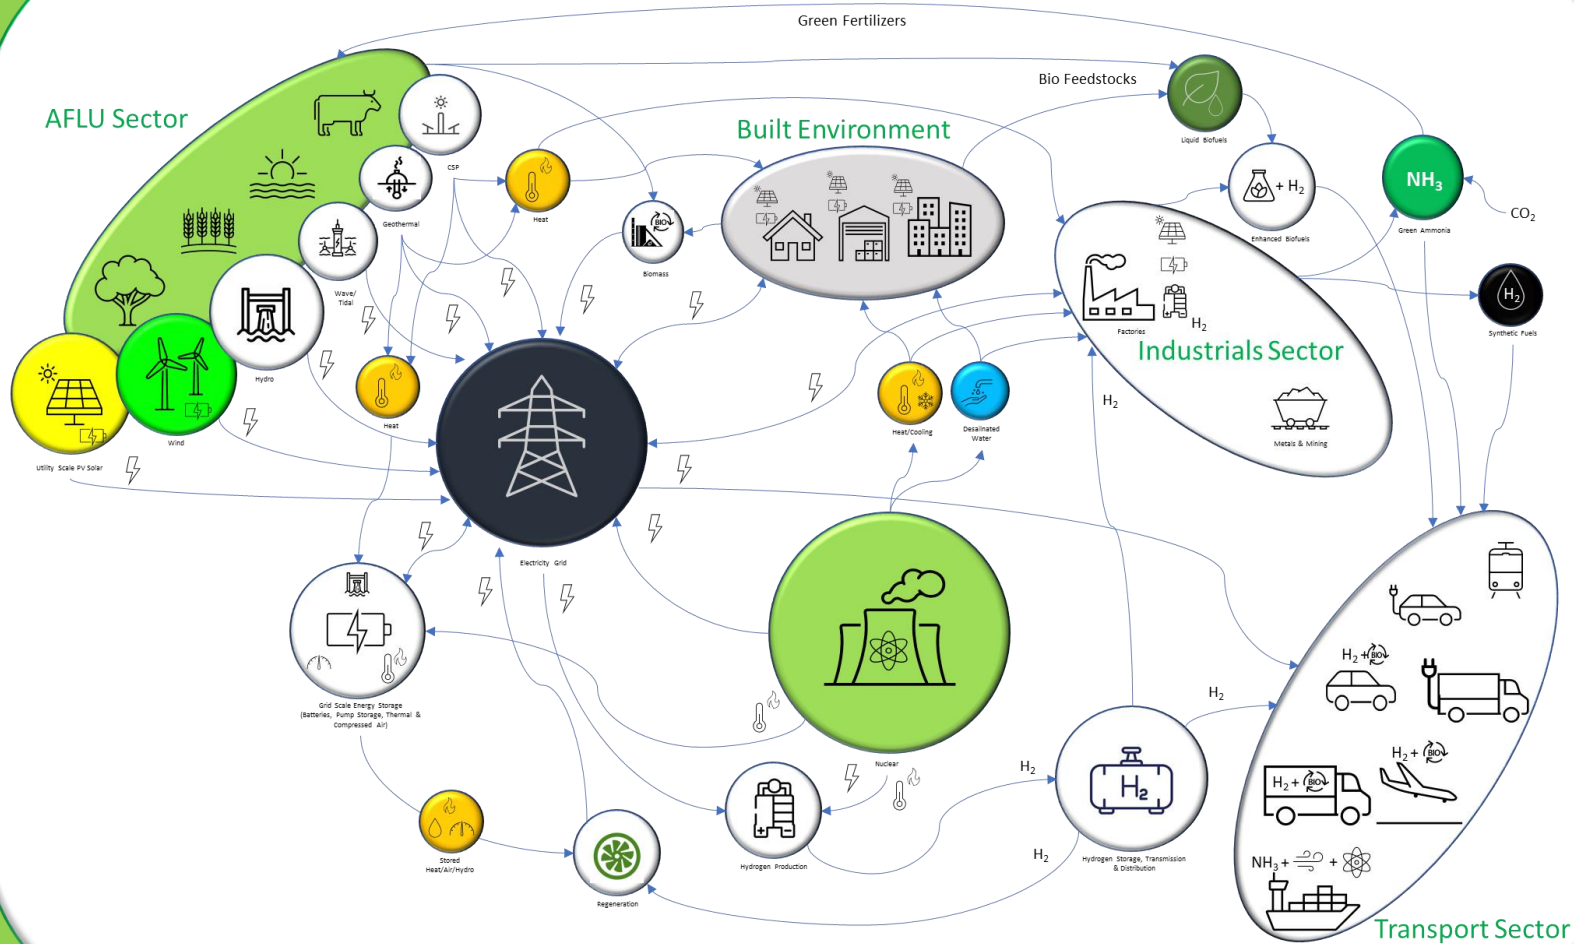 Green Fertilizers
Bio Feedstocks
AFLU Sector
Built Environment
Liquid Biofuels
CSP
NH₃
+ H₂
CO₂
Geothermal
Heat
BIO
Biomass
Enhanced Biofuels
Green Ammonia
Wave/
Tidal
H₂
Synthetic Fuels
Factories
H₂
Industrials Sector
Hydro
Heat
H₂
Heat/Cooling
Desalinated
Water
Metals & Mining
Wind
Utility Scale PV Solar
Electricity Grid
Grid Scale Energy Storage
(Batteries, Pump Storage, Thermal &
Compressed Air)
H₂ + BIO
H₂
Nuclear
H₂
H₂
H₂ + BIO
H₂ + BIO
Stored
Heat/Air/Hydro
Hydrogen Production
H₂
Hydrogen Storage, Transmission
& Distribution
NH₃ + +
Regeneration
Transport Sector